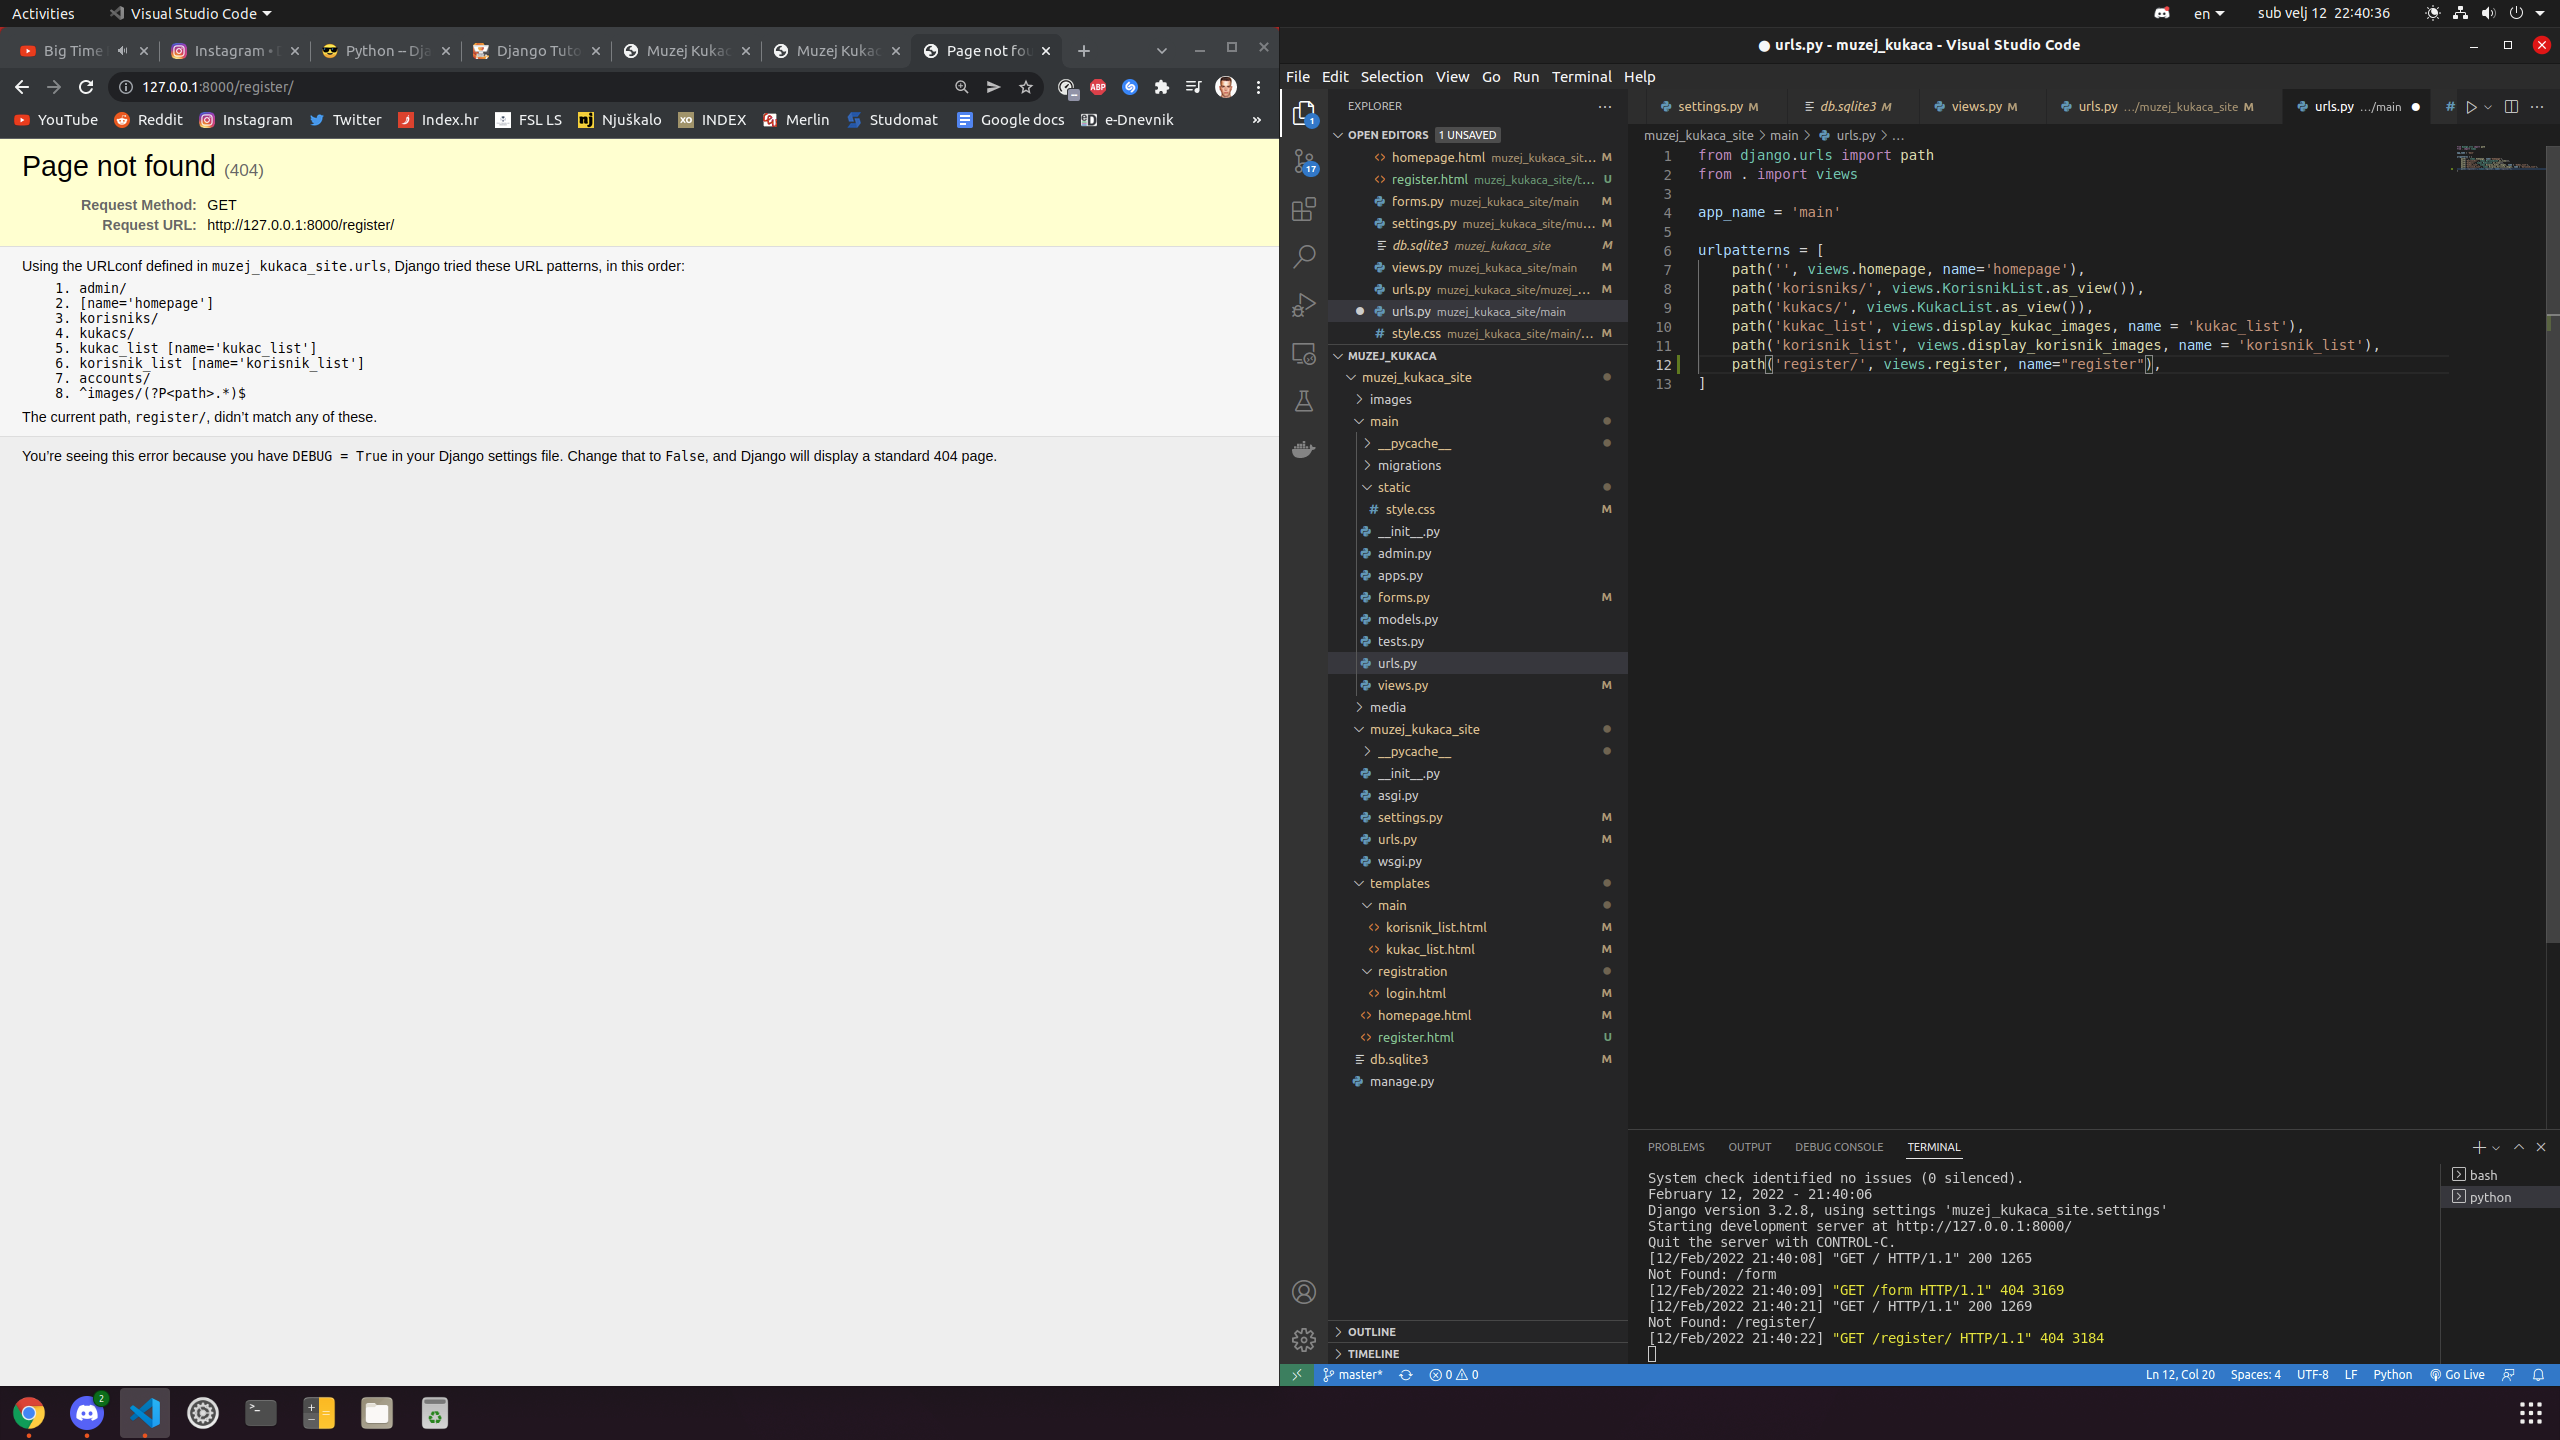 Activities
Visual Studio Code
en
sub velj 12 22:40:36
Big Time
Instagram •
Python – Dja
Django Tuto
Muzej Kukac
Muzej Kukac
Page not fou
127.0.0.1:8000/register/
YouTube
Reddit
Instagram
Twitter
Index.hr
FSL LS
Njuškalo
INDEX
Merlin
Studomat
Google docs
e-Dnevnik
»
Page not found (404)
Request Method: GET
Request URL: http://127.0.0.1:8000/register/
Using the URLconf defined in muzej_kukaca_site.urls, Django tried these URL patterns, in this order:
1. admin/
2. [name='homepage']
3. korisniks/
4. kukacs/
5. kukac_list [name='kukac_list']
6. korisnik_list [name='korisnik_list']
7. accounts/
8. ^images/(?P<path>.*)$
The current path, register/, didn’t match any of these.
You’re seeing this error because you have DEBUG = True in your Django settings file. Change that to False, and Django will display a standard 404 page.
● urls.py - muzej_kukaca - Visual Studio Code
File Edit Selection View Go Run Terminal Help
1
17
EXPLORER
OPEN EDITORS 1 UNSAVED
homepage.html muzej_kukaca_sit... M
register.html muzej_kukaca_site/t... U
forms.py muzej_kukaca_site/main M
settings.py muzej_kukaca_site/mu... M
db.sqlite3 muzej_kukaca_site M
views.py muzej_kukaca_site/main M
urls.py muzej_kukaca_site/muzej_... M
urls.py muzej_kukaca_site/main
style.css muzej_kukaca_site/main/... M
MUZEJ_KUKACA
muzej_kukaca_site
images
main
__pycache__
migrations
static
style.css M
__init__.py
admin.py
apps.py
forms.py M
models.py
tests.py
urls.py
views.py M
media
muzej_kukaca_site
__pycache__
__init__.py
asgi.py
settings.py M
urls.py M
wsgi.py
templates
main
korisnik_list.html M
kukac_list.html M
registration
login.html M
homepage.html M
register.html U
db.sqlite3 M
manage.py
OUTLINE
TIMELINE
settings.py M
db.sqlite3 M
views.py M
urls.py .../muzej_kukaca_site M
urls.py .../main ●
muzej_kukaca_site > main > urls.py > ...
1 from django.urls import path
2 from . import views
3
4 app_name = 'main'
5
6 urlpatterns = [
7 path('', views.homepage, name='homepage'),
8 path('korisniks/', views.KorisnikList.as_view()),
9 path('kukacs/', views.KukacList.as_view()),
10 path('kukac_list', views.display_kukac_images, name = 'kukac_list'),
11 path('korisnik_list', views.display_korisnik_images, name = 'korisnik_list'),
12 path('register/', views.register, name="register"),
13 ]
PROBLEMS OUTPUT DEBUG CONSOLE TERMINAL
System check identified no issues (0 silenced).
February 12, 2022 - 21:40:06
Django version 3.2.8, using settings 'muzej_kukaca_site.settings'
Starting development server at http://127.0.0.1:8000/
Quit the server with CONTROL-C.
[12/Feb/2022 21:40:08] "GET / HTTP/1.1" 200 1265
Not Found: /form
[12/Feb/2022 21:40:09] "GET /form HTTP/1.1" 404 3169
[12/Feb/2022 21:40:21] "GET / HTTP/1.1" 200 1269
Not Found: /register/
[12/Feb/2022 21:40:22] "GET /register/ HTTP/1.1" 404 3184
bash
python
master*
0 0
Ln 12, Col 20
Spaces: 4
UTF-8
LF
Python
Go Live
2